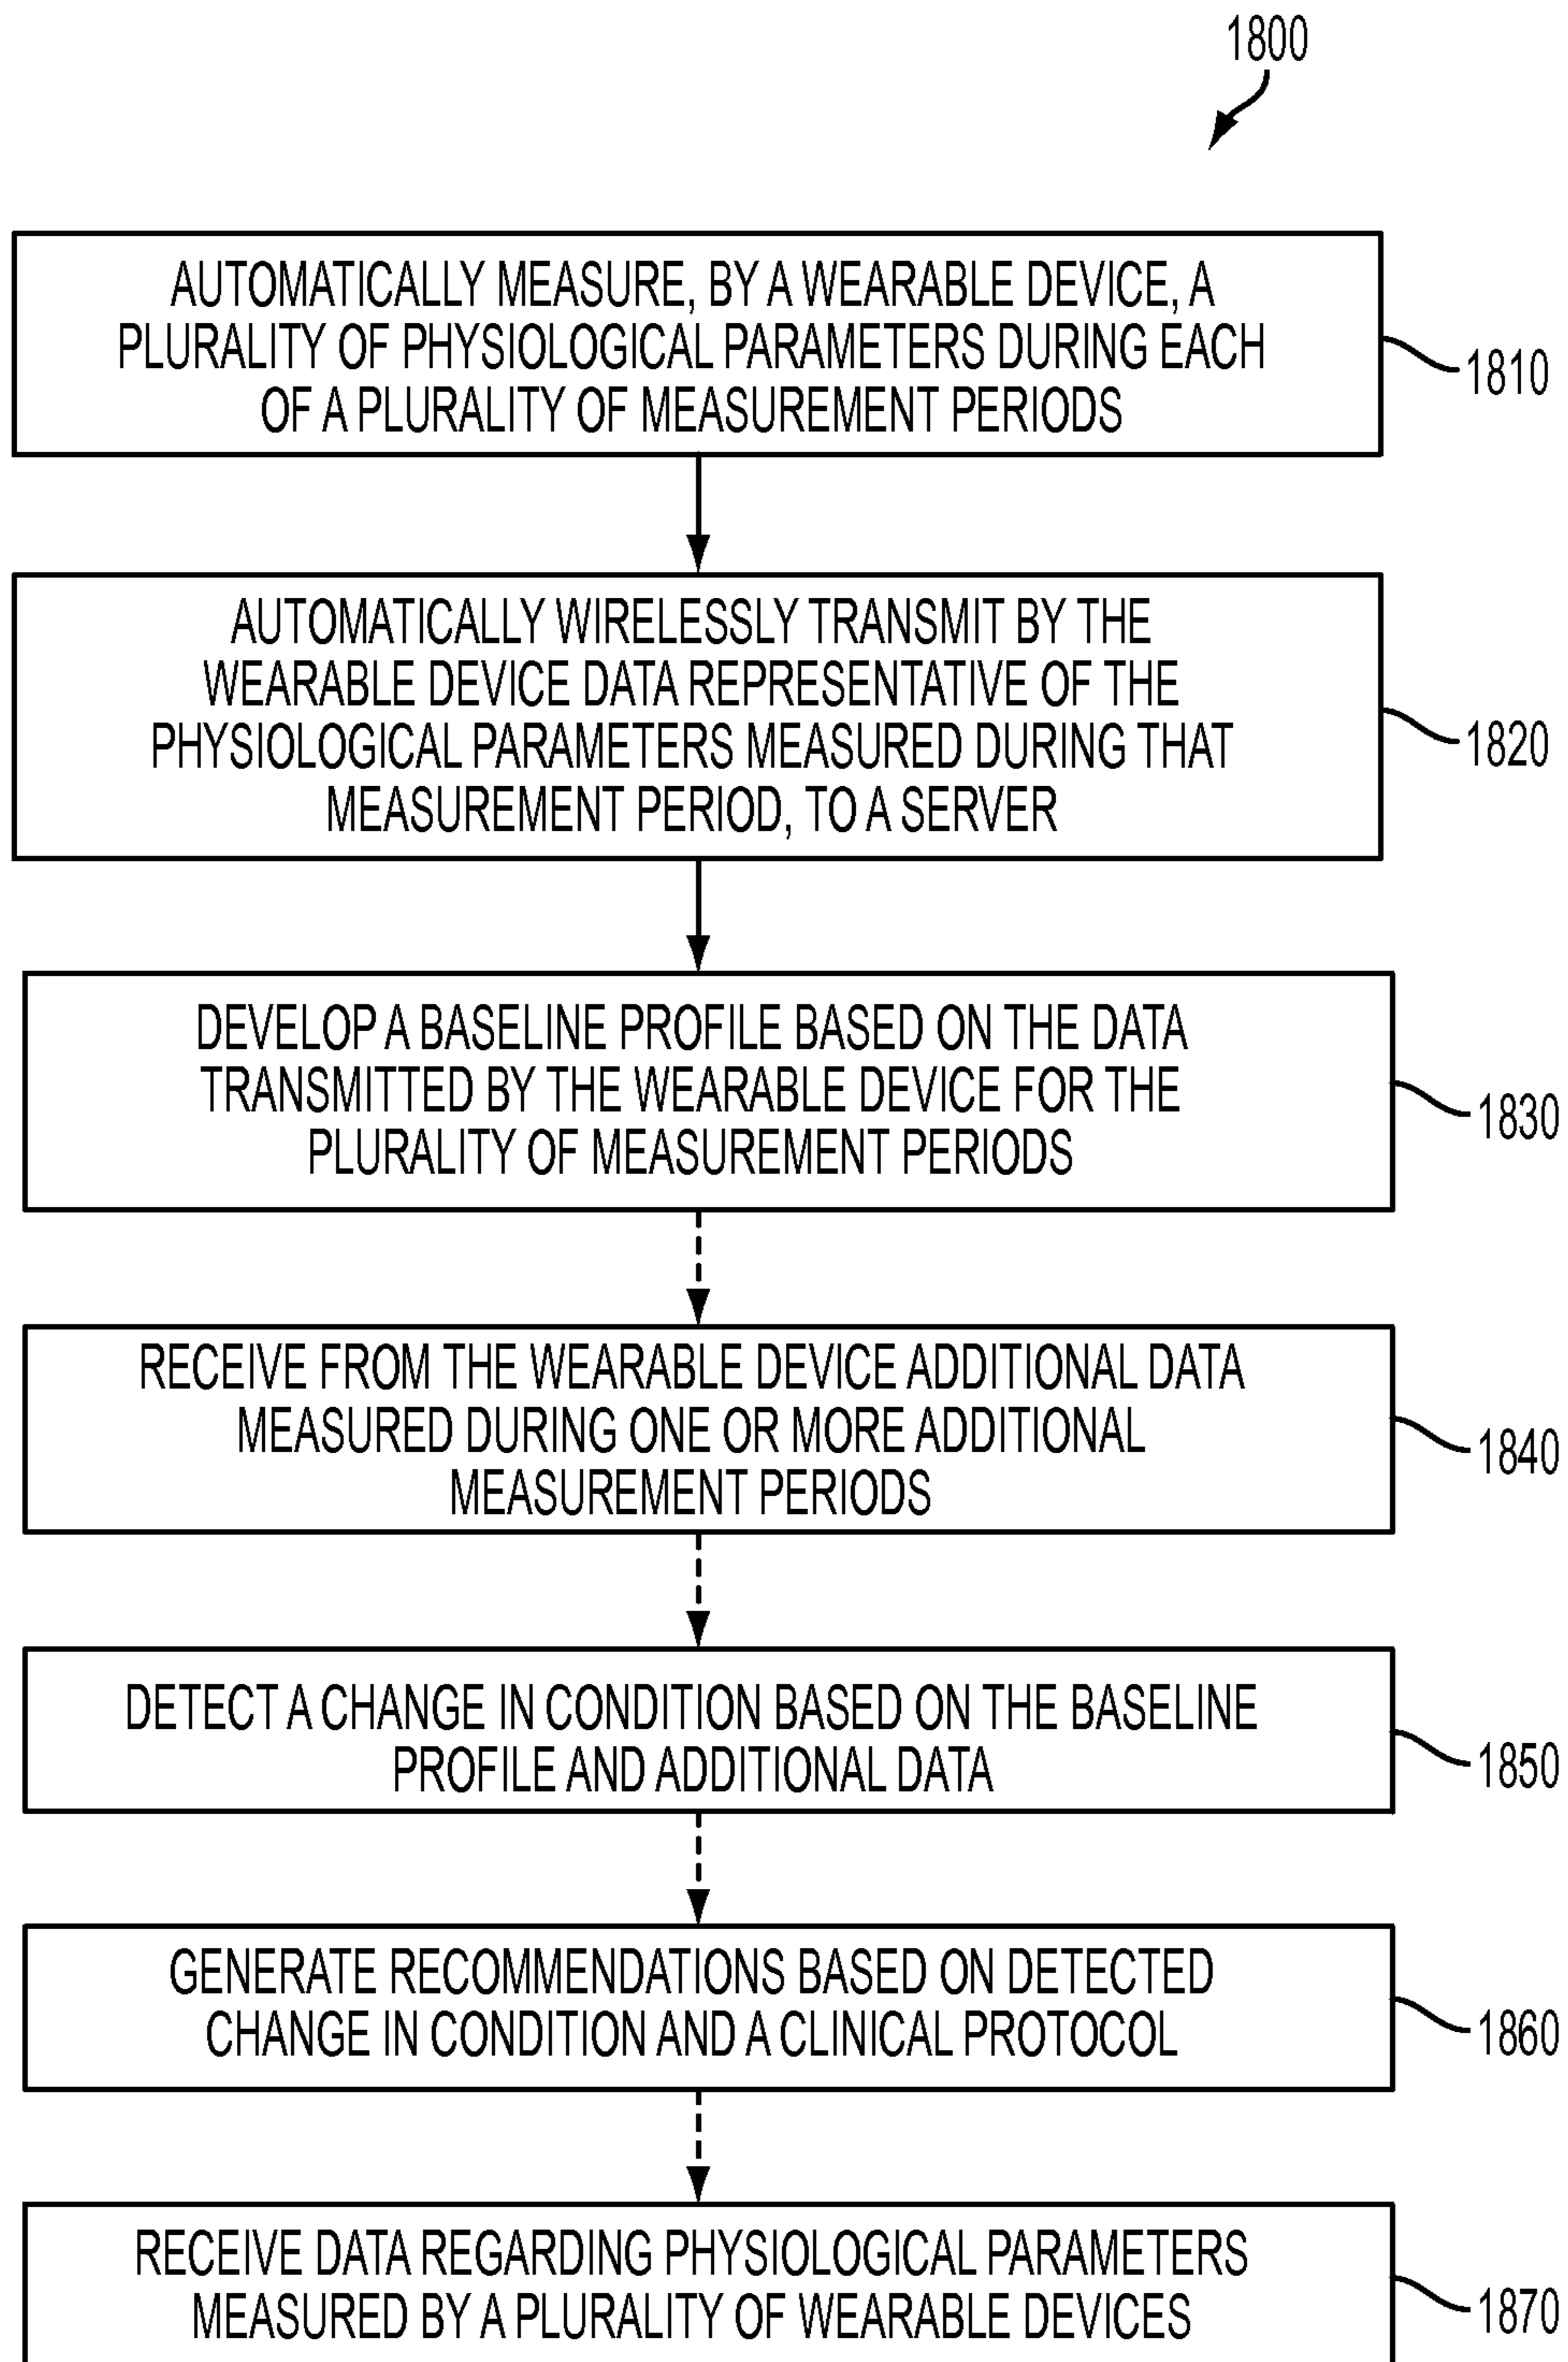 1800
AUTOMATICALLY MEASURE, BY A WEARABLE DEVICE, A
PLURALITY OF PHYSIOLOGICAL PARAMETERS DURING EACH
OF A PLURALITY OF MEASUREMENT PERIODS
1810
AUTOMATICALLY WIRELESSLY TRANSMIT BY THE
WEARABLE DEVICE DATA REPRESENTATIVE OF THE
PHYSIOLOGICAL PARAMETERS MEASURED DURING THAT
MEASUREMENT PERIOD, TO A SERVER
1820
DEVELOP A BASELINE PROFILE BASED ON THE DATA
TRANSMITTED BY THE WEARABLE DEVICE FOR THE
PLURALITY OF MEASUREMENT PERIODS
1830
RECEIVE FROM THE WEARABLE DEVICE ADDITIONAL DATA
MEASURED DURING ONE OR MORE ADDITIONAL
MEASUREMENT PERIODS
1840
DETECT A CHANGE IN CONDITION BASED ON THE BASELINE
PROFILE AND ADDITIONAL DATA
1850
GENERATE RECOMMENDATIONS BASED ON DETECTED
CHANGE IN CONDITION AND A CLINICAL PROTOCOL
1860
RECEIVE DATA REGARDING PHYSIOLOGICAL PARAMETERS
MEASURED BY A PLURALITY OF WEARABLE DEVICES
1870